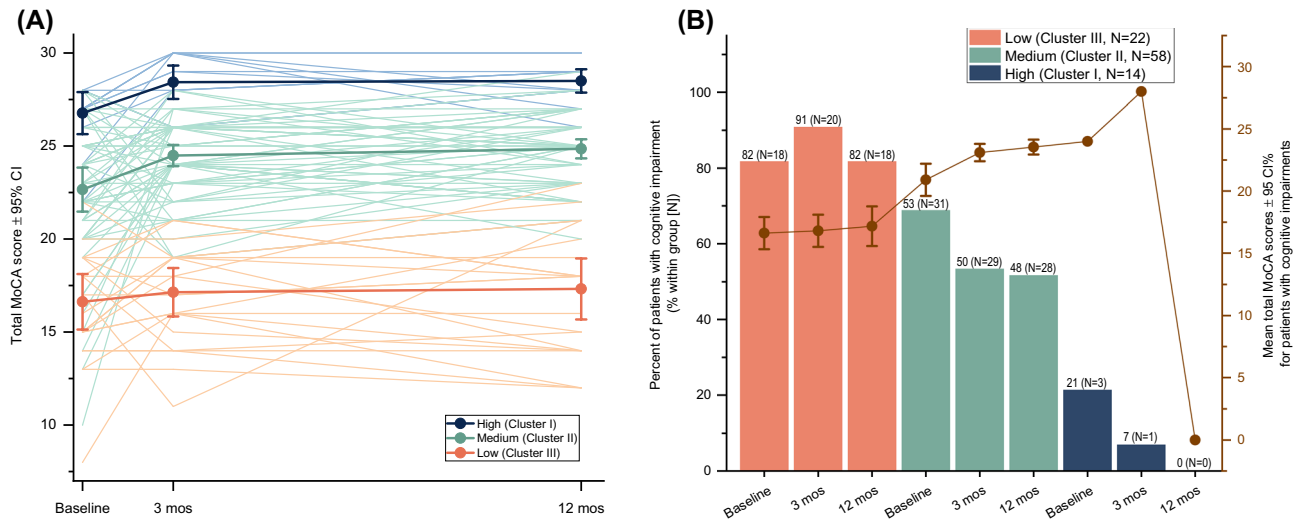 (A)
Total MoCA score ± 95% CI
30
25
20
15
10
Baseline
3 mos
12 mos
High (Cluster I)
Medium (Cluster II)
Low (Cluster III)
(B)
Low (Cluster III, N=22)
Medium (Cluster II, N=58)
High (Cluster I, N=14)
Percent of patients with cognitive impairment
(% within group [N])
100
80
60
40
20
0
82 (N=18)
91 (N=20)
82 (N=18)
53 (N=31)
50 (N=29)
48 (N=28)
21 (N=3)
7 (N=1)
0 (N=0)
Baseline
3 mos
12 mos
Baseline
3 mos
12 mos
Baseline
3 mos
12 mos
30
25
20
15
10
5
0
Mean total MoCA scores ± 95 CI%
for patients with cognitive impairments